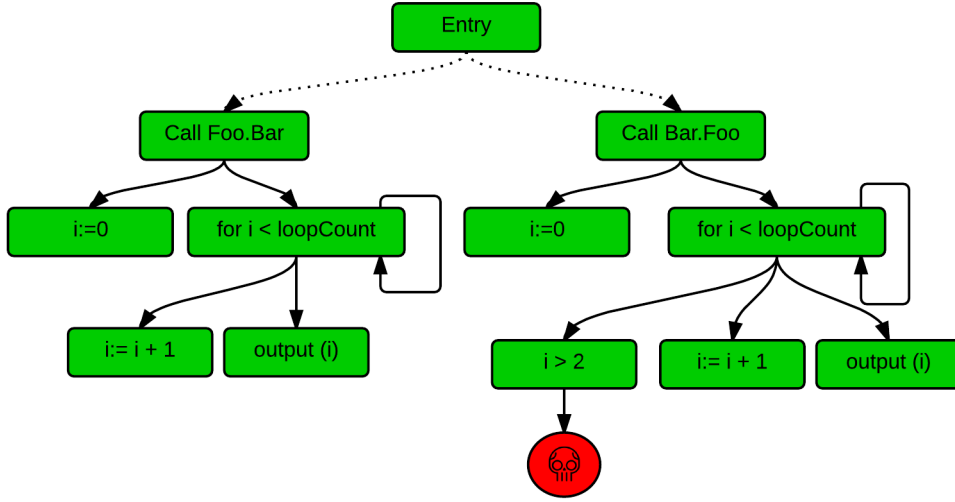 Entry
Call Foo.Bar
Call Bar.Foo
i:=0
for i < loopCount
i:=0
for i < loopCount
i:= i + 1
output (i)
i > 2
i:= i + 1
output (i)